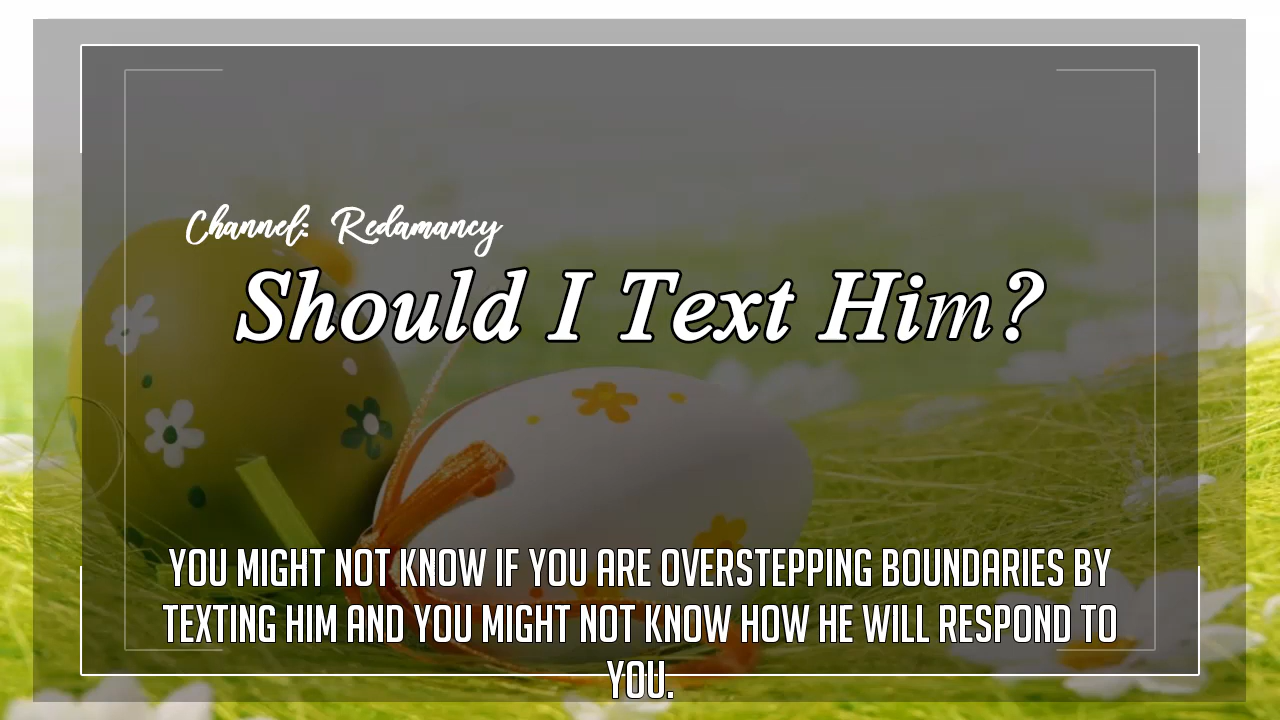 Channel: Redamancy
Should I Text Him?
YOU MIGHT NOT KNOW IF YOU ARE OVERSTEPPING BOUNDARIES BY
TEXTING HIM AND YOU MIGHT NOT KNOW HOW HE WILL RESPOND TO
YOU.